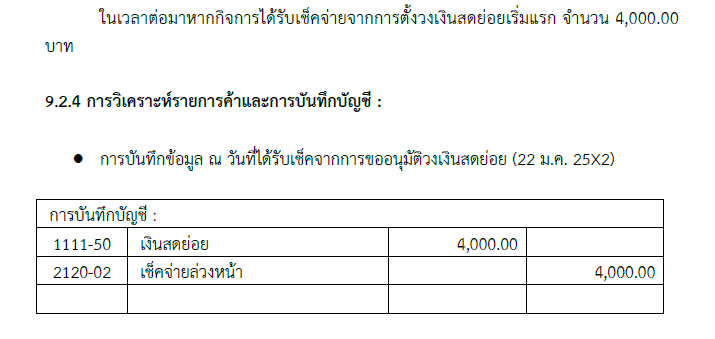 ในเวลาต่อมาหากกิจการได้รับเช็คจ่ายจากการตั้งวงเงินสดย่อยเริ่มแรก จำนวน 4,000.00
บาท
9.2.4 การวิเคราะห์รายการค้าและการบันทึกบัญชี :
● การบันทึกข้อมูล ณ วันที่ได้รับเช็คจากการขออนุมัติวงเงินสดย่อย (22 ม.ค. 25X2)
การบันทึกบัญชี :
1111-50 เงินสดย่อย 4,000.00
2120-02 เช็คจ่ายล่วงหน้า 4,000.00